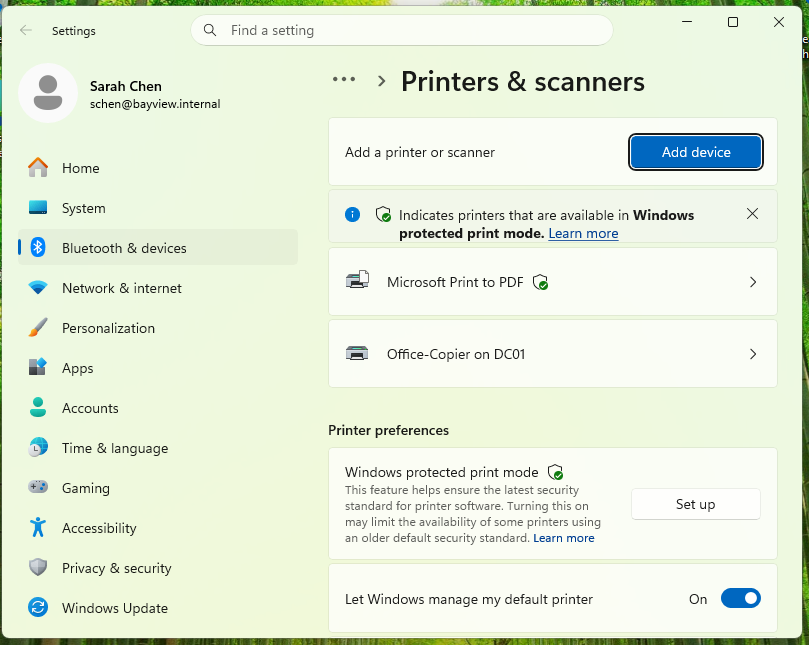 Settings
Find a setting
Sarah Chen
schen@bayview.internal
Home
System
Bluetooth & devices
Network & internet
Personalization
Apps
Accounts
Time & language
Gaming
Accessibility
Privacy & security
Windows Update
Printers & scanners
Add a printer or scanner
Add device
Indicates printers that are available in Windows
protected print mode. Learn more
Microsoft Print to PDF
Office-Copier on DC01
Printer preferences
Windows protected print mode
This feature helps ensure the latest security
standard for printer software. Turning this on
may limit the availability of some printers using
an older default security standard. Learn more
Set up
Let Windows manage my default printer
On